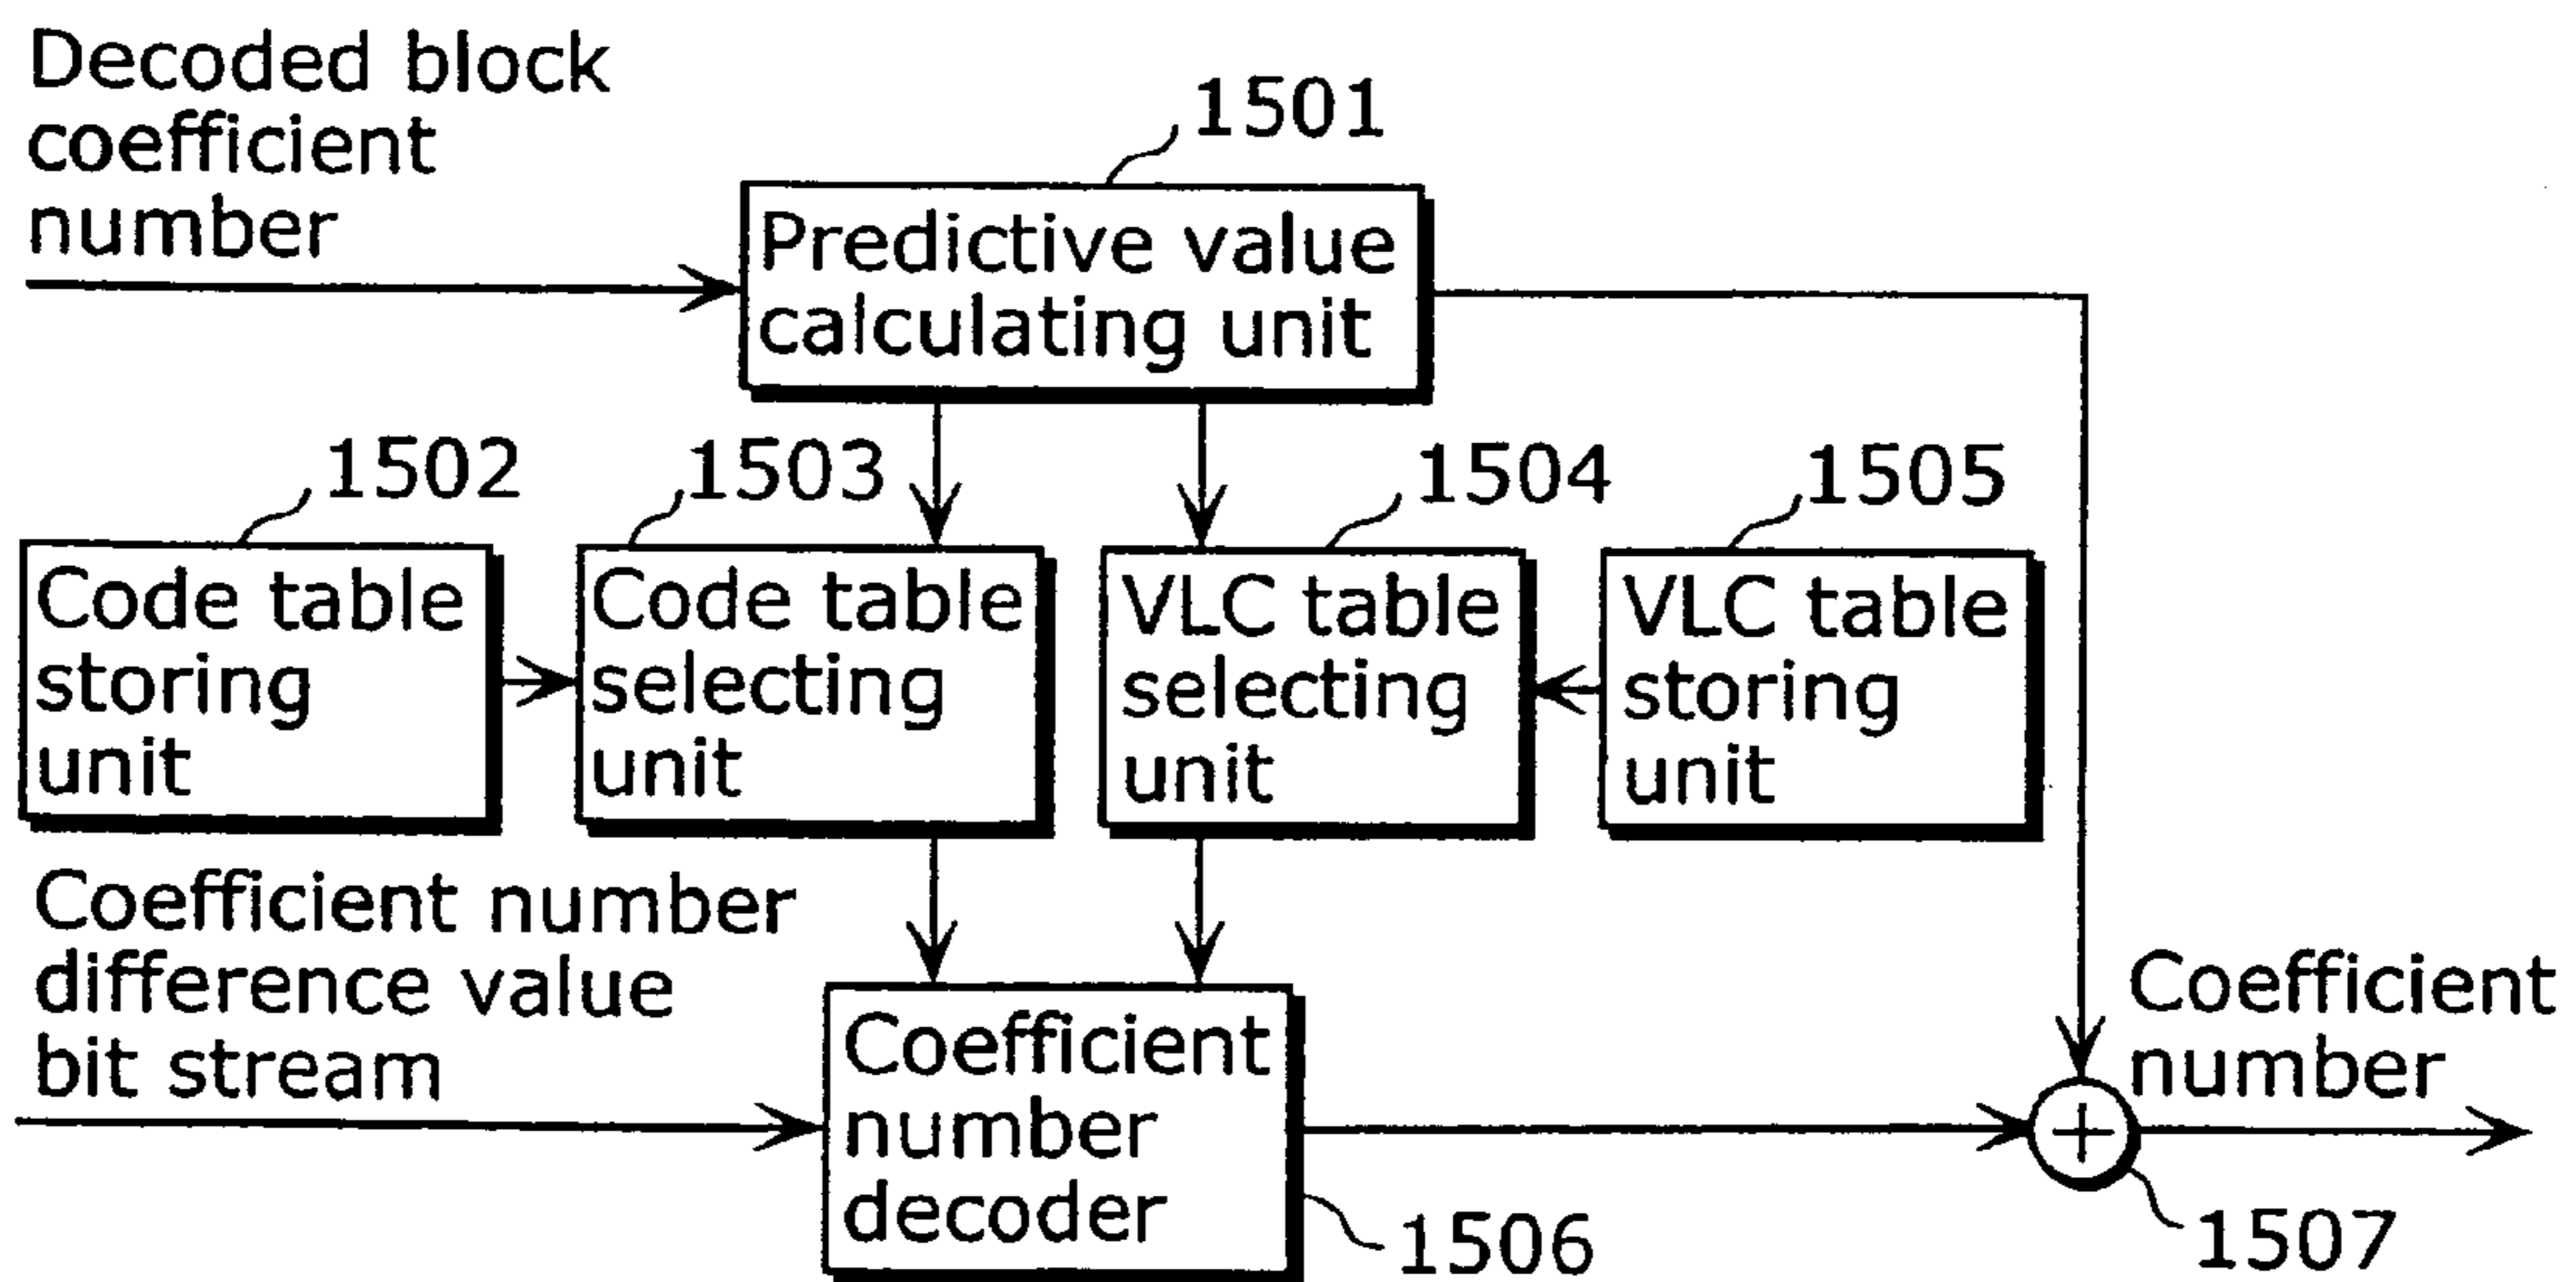 Decoded block
coefficient
number
1501
Predictive value
calculating unit
1502
1503
1504
1505
Code table
storing
unit
Code table
selecting
unit
VLC table
selecting
unit
VLC table
storing
unit
Coefficient number
difference value
bit stream
Coefficient
number
decoder
Coefficient
number
+
1506
1507